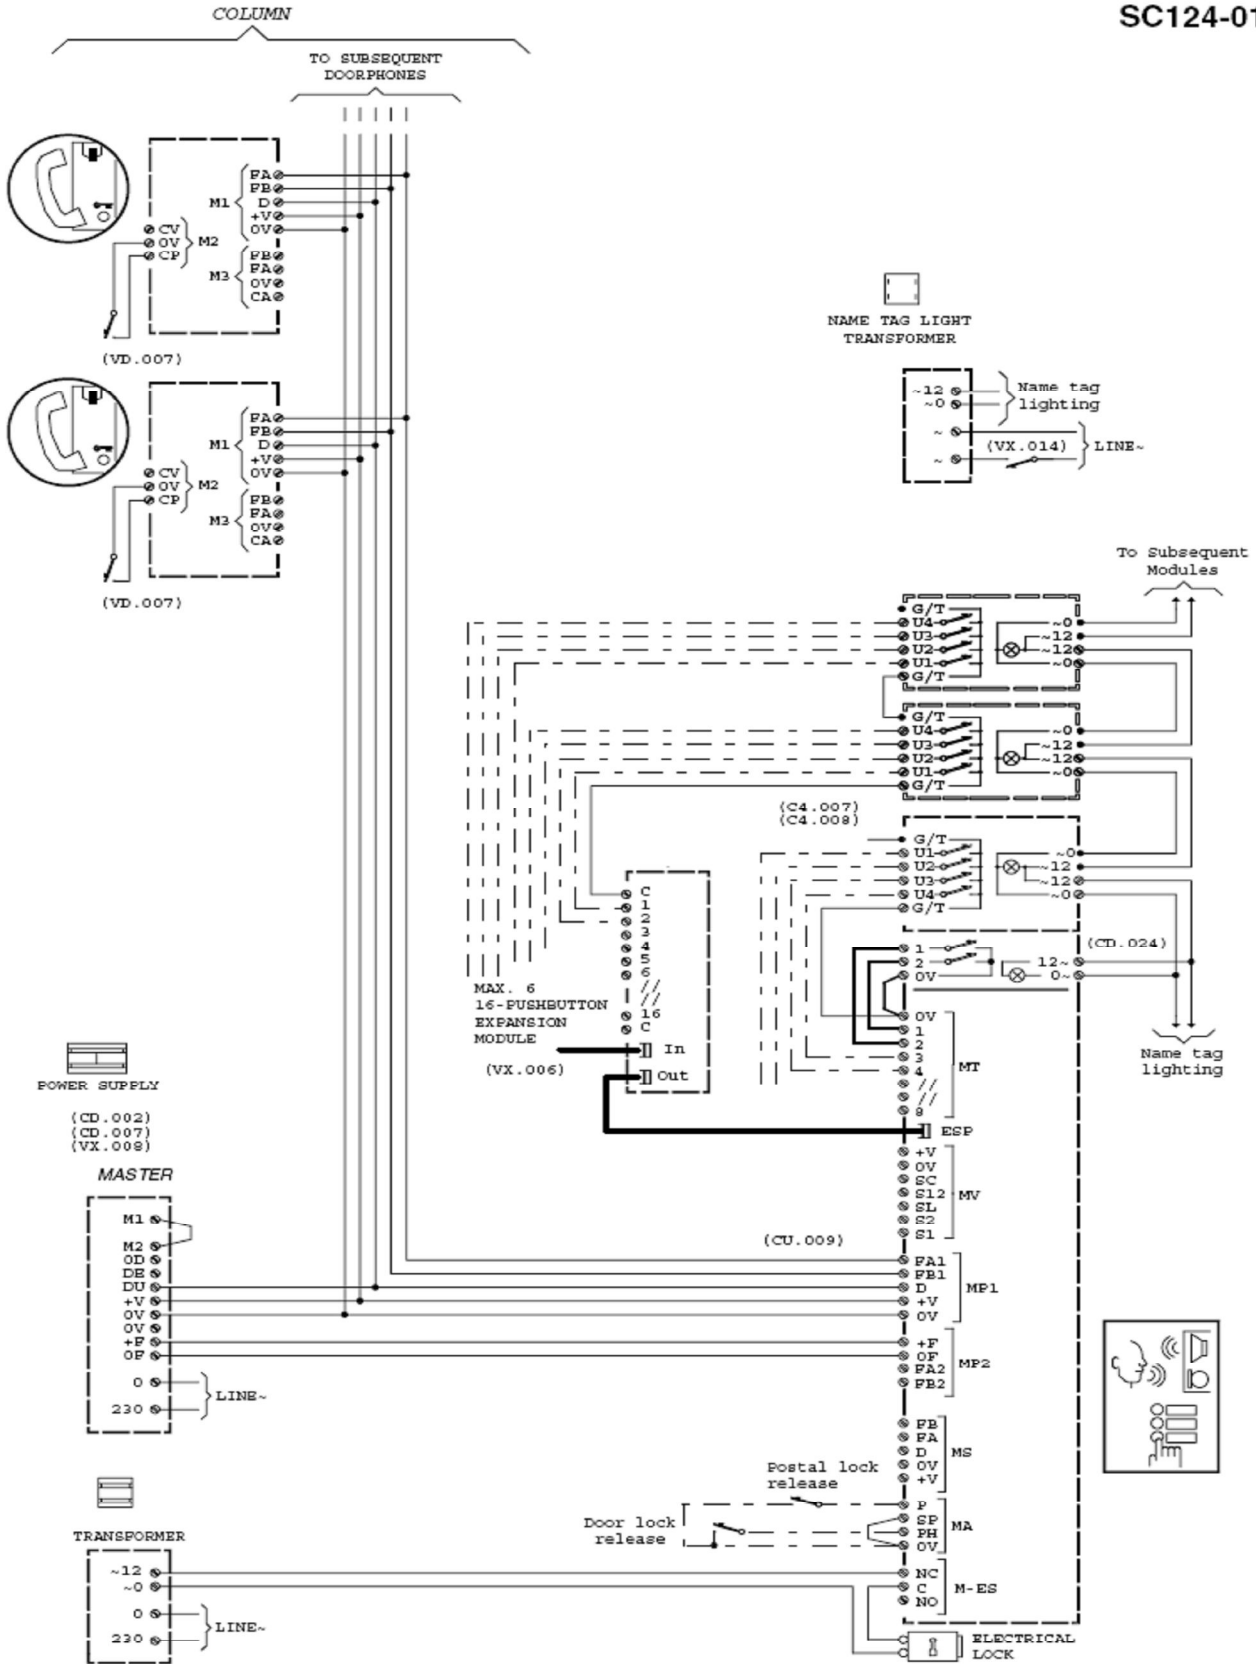 SC124-01
COLUMN
TO SUBSEQUENT
DOORPHONES
FA
FB
D
+V
0V
M1
CV
0V
CP
M2
FB
FA
0V
CA
M3
(VD.007)
FA
FB
D
+V
0V
M1
CV
0V
CP
M2
FB
FA
0V
CA
M3
(VD.007)
NAME TAG LIGHT
TRANSFORMER
~12
~0
Name tag
lighting
~
~
(VX.014)
LINE~
To Subsequent
Modules
G/T
U4
U3
U2
U1
G/T
~0
~12
~12
~0
G/T
U4
U3
U2
U1
G/T
~0
~12
~12
~0
(C4.007)
(C4.008)
G/T
U1
U2
U3
U4
G/T
~0
~12
~12
~0
C
1
2
3
4
5
6
//
//
16
C
In
Out
MAX. 6
16-PUSHBUTTON
EXPANSION
MODULE
(VX.006)
1
2
0V
12~
0~
(CD.024)
0V
1
2
3
4
//
//
8
MT
Name tag
lighting
ESP
+V
0V
SC
S12
SL
S2
S1
MV
POWER SUPPLY
(CD.002)
(CD.007)
(VX.008)
MASTER
M1
M2
0D
DE
DU
+V
0V
0V
+F
0F
0
230
LINE~
(CU.009)
FA1
FB1
D
+V
0V
MP1
+F
0F
FA2
FB2
MP2
FB
FA
D
0V
+V
MS
Postal lock
release
Door lock
release
P
SP
PH
0V
MA
TRANSFORMER
~12
~0
0
230
LINE~
NC
C
NO
M-ES
ELECTRICAL
LOCK